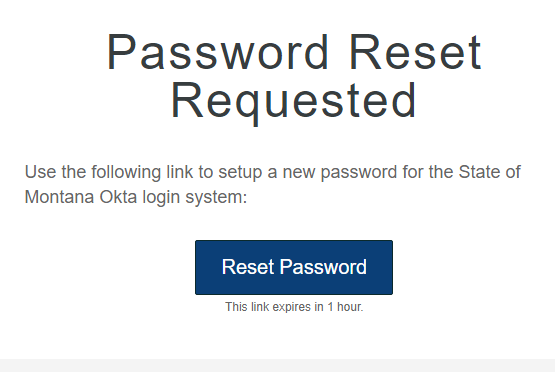 Password Reset
Requested
Use the following link to setup a new password for the State of
Montana Okta login system:
Reset Password
This link expires in 1 hour.